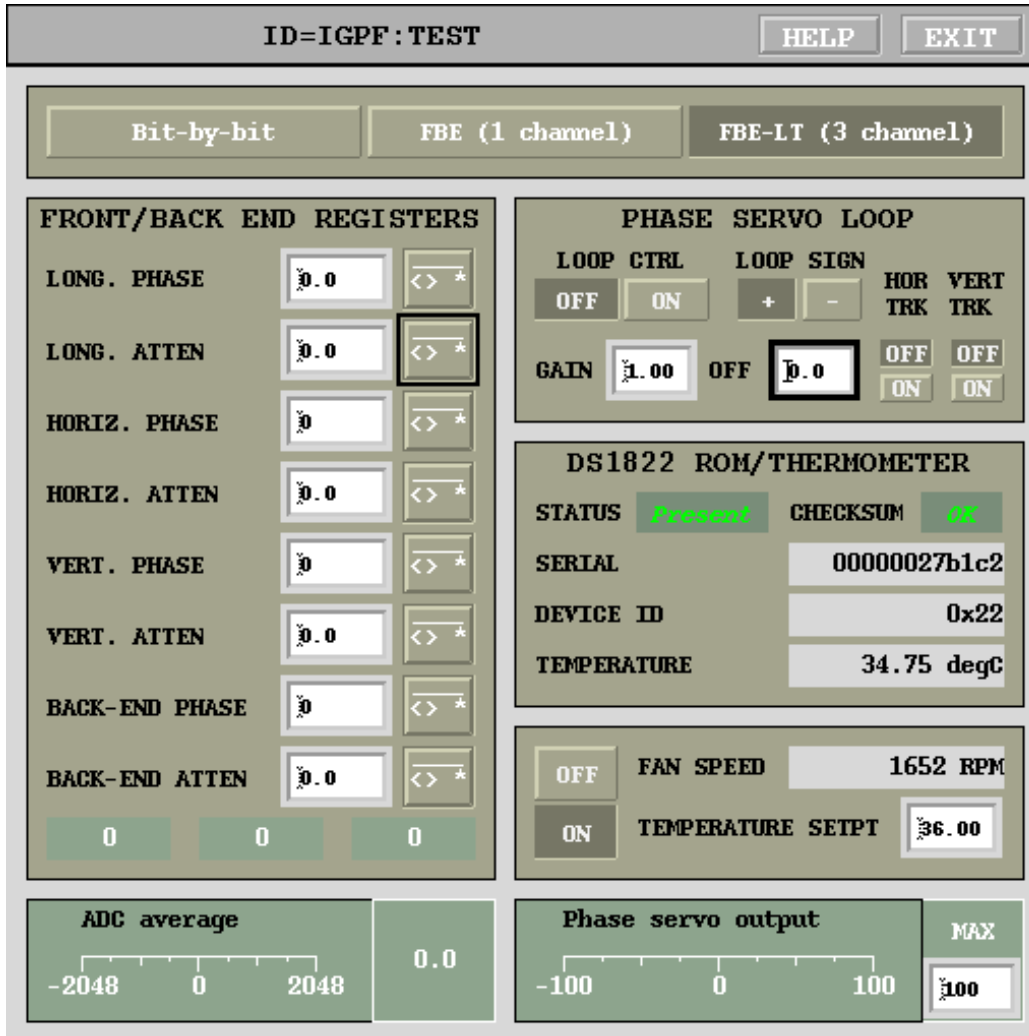 ID=IGPF:TEST HELP EXIT
Bit-by-bit FBE (1 channel) FBE-LT (3 channel)
FRONT/BACK END REGISTERS
LONG. PHASE 0.0 <> *
LONG. ATTEN 0.0 <> *
HORIZ. PHASE 0 <> *
HORIZ. ATTEN 0.0 <> *
VERT. PHASE 0 <> *
VERT. ATTEN 0.0 <> *
BACK-END PHASE 0 <> *
BACK-END ATTEN 0.0 <> *
0 0 0
PHASE SERVO LOOP
LOOP CTRL LOOP SIGN HOR TRK VERT TRK
OFF ON + -
GAIN 1.00 OFF 0.0 OFF OFF
ON ON
DS1822 ROM/THERMOMETER
STATUS Present CHECKSUM OK
SERIAL 00000027b1c2
DEVICE ID 0x22
TEMPERATURE 34.75 degC
OFF FAN SPEED 1652 RPM
ON TEMPERATURE SETPT 36.00
ADC average
-2048 0 2048
0.0
Phase servo output
-100 0 100
MAX
100